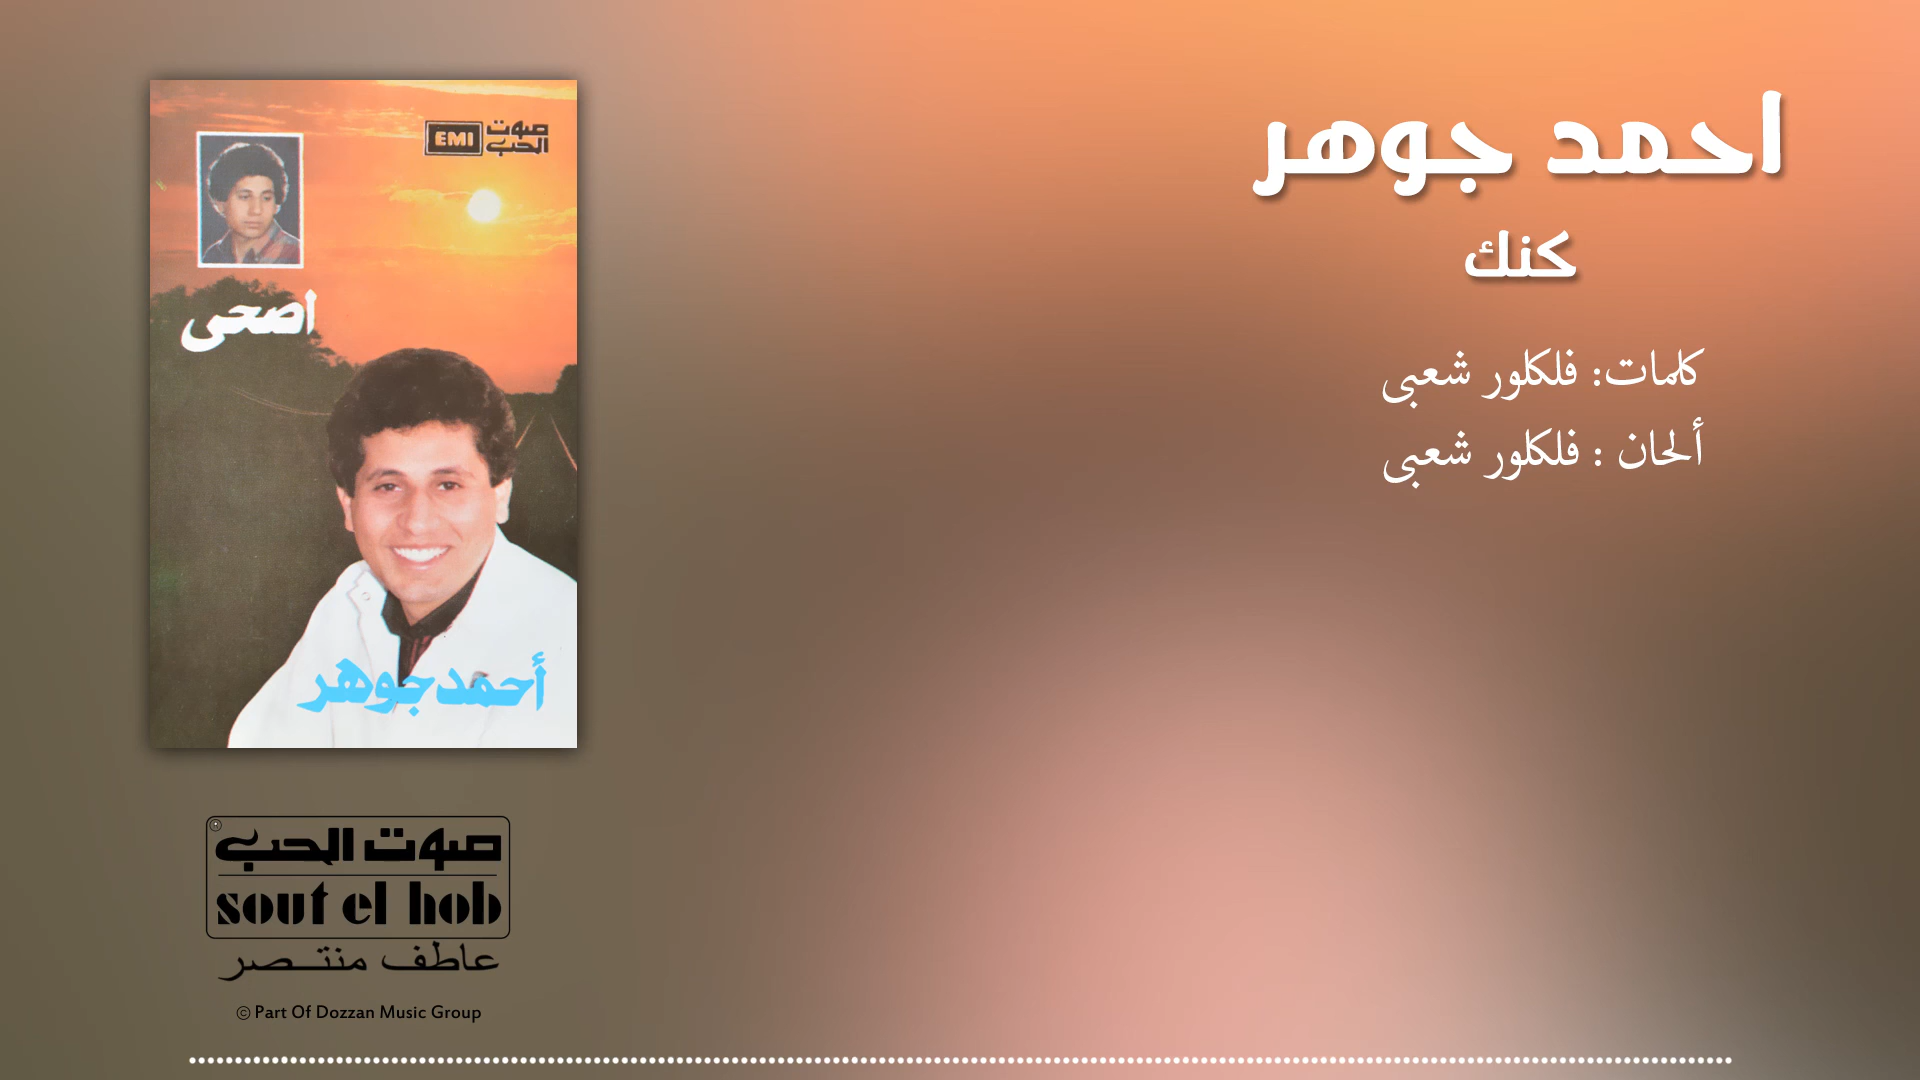 احمد جوهر
كنك
كلمات: فلكلور شعبى
ألحان : فلكلور شعبى
EMI
صوت الحب
اصحى
أحمد جوهر
صوت الحب
sout el hob
عاطف منتصر
© Part Of Dozzan Music Group